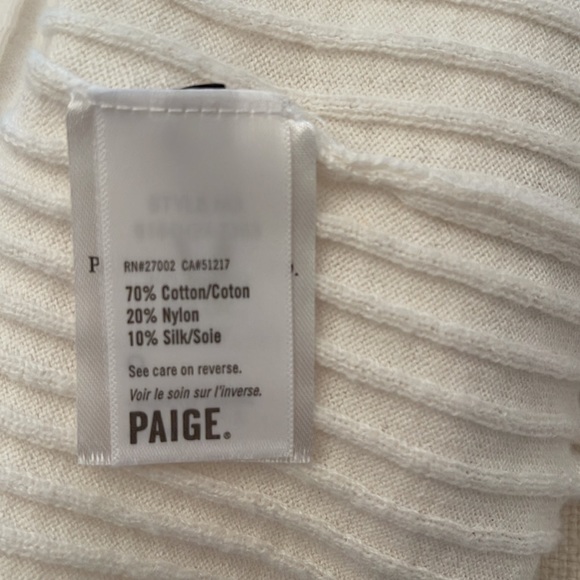 P .
RN#27002 CA#51217
70% Cotton/Coton
20% Nylon
10% Silk/Soie
See care on reverse.
Voir le soin sur l'inverse.
PAIGE®